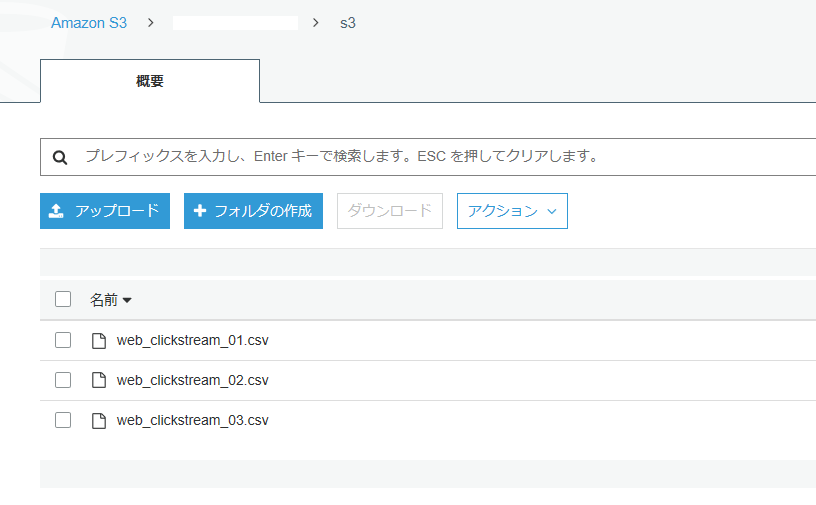 Amazon S3 > > s3
概要
プレフィックスを入力し、Enter キーで検索します。ESC を押してクリアします。
アップロード フォルダの作成 ダウンロード アクション
名前
web_clickstream_01.csv
web_clickstream_02.csv
web_clickstream_03.csv